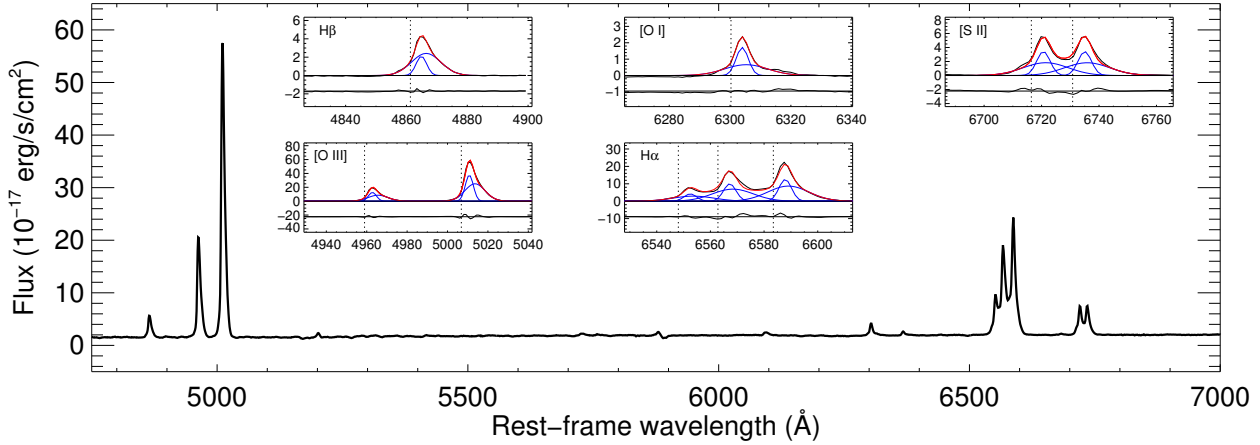 60
50
40
30
20
10
0
Flux (10⁻¹⁷ erg/s/cm²)
Hβ
6
4
2
0
−2
4840 4860 4880 4900
[O I]
3
2
1
0
−1
6280 6300 6320 6340
[S II]
8
6
4
2
0
−2
−4
6700 6720 6740 6760
[O III]
80
60
40
20
0
−20
−40
4940 4960 4980 5000 5020 5040
Hα
30
20
10
0
−10
6540 6560 6580 6600
5000 5500 6000 6500 7000
Rest−frame wavelength (Å)